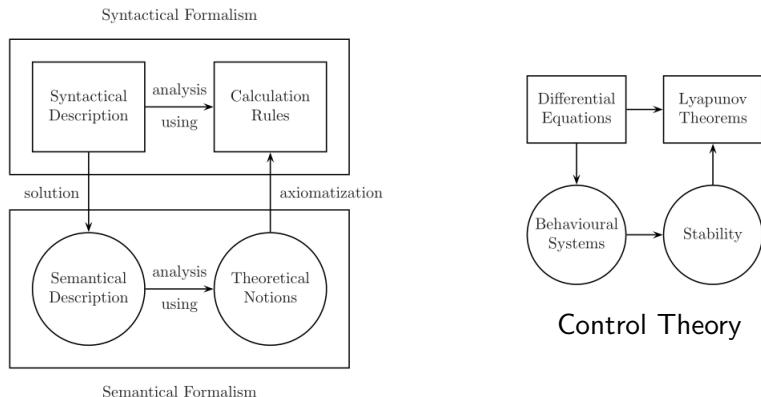 Syntactical Formalism
Syntactical
Description
analysis
using
Calculation
Rules
solution
axiomatization
Semantical
Description
analysis
using
Theoretical
Notions
Semantical Formalism
Differential
Equations
Lyapunov
Theorems
Behavioural
Systems
Stability
Control Theory